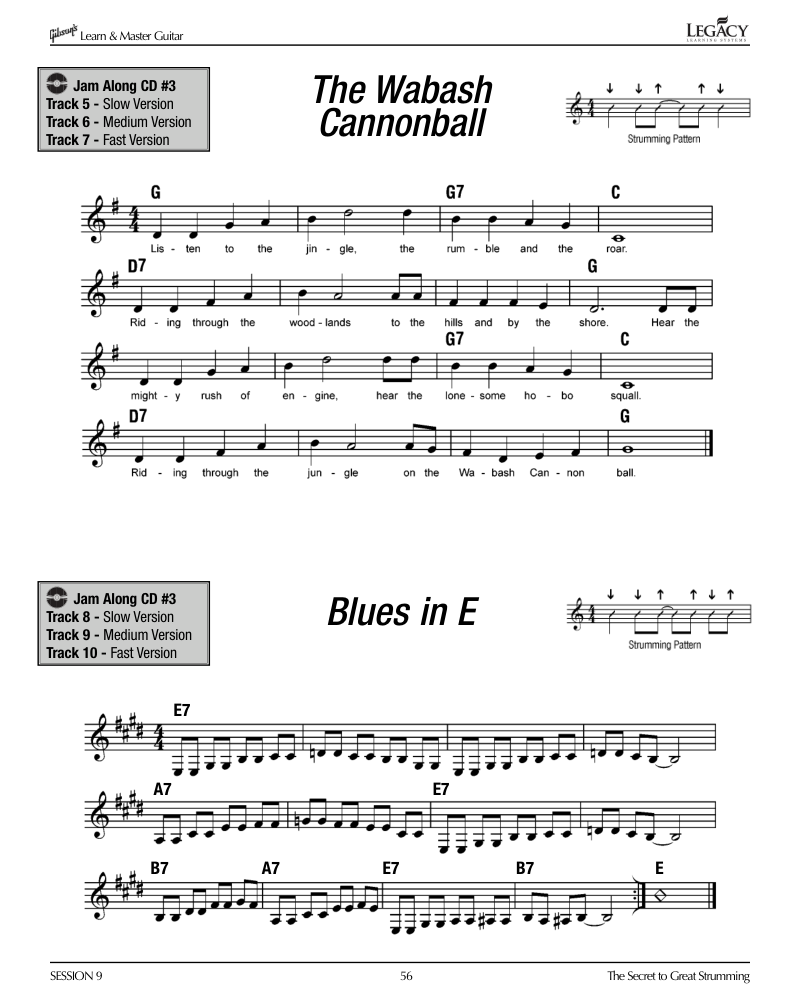 Gibson's Learn & Master Guitar
LEGACY
LEARNING SYSTEMS
Jam Along CD #3
Track 5 - Slow Version
Track 6 - Medium Version
Track 7 - Fast Version
The Wabash
Cannonball
Strumming Pattern
G G7 C
Lis - ten to the jin - gle, the rum - ble and the roar.
D7 G
Rid - ing through the wood - lands to the hills and by the shore. Hear the
G7 C
might - y rush of en - gine, hear the lone - some ho - bo squall.
D7 G
Rid - ing through the jun - gle on the Wa - bash Can - non ball.
Jam Along CD #3
Track 8 - Slow Version
Track 9 - Medium Version
Track 10 - Fast Version
Blues in E
Strumming Pattern
E7
A7 E7
B7 A7 E7 B7 E
SESSION 9 56 The Secret to Great Strumming